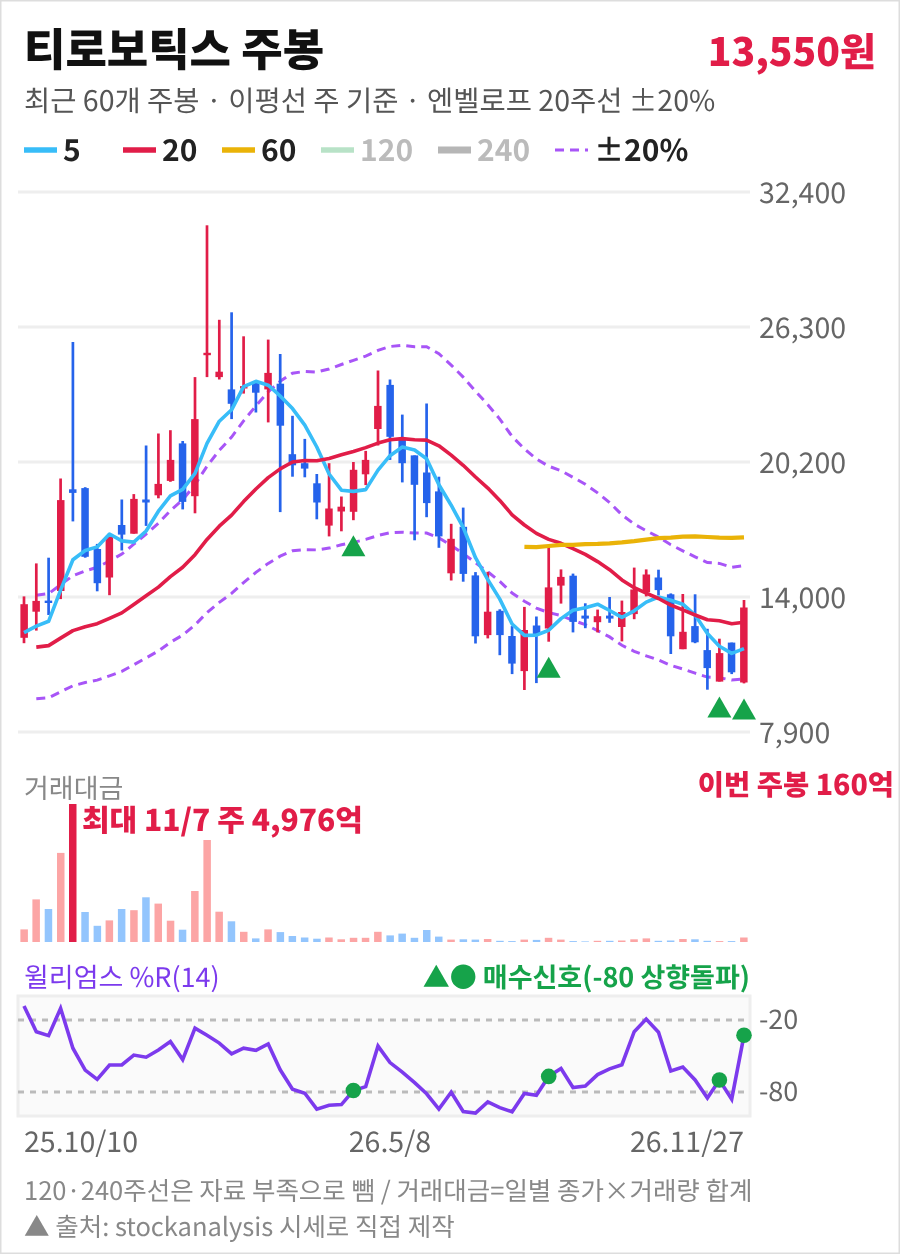 티로보틱스 주봉
13,550원
최근 60개 주봉 · 이평선 주 기준 · 엔벨로프 20주선 ±20%
5 20 60 120 240 ±20%
32,400
26,300
20,200
14,000
7,900
거래대금
이번 주봉 160억
최대 11/7 주 4,976억
윌리엄스 %R(14)
▲● 매수신호(-80 상향돌파)
-20
-80
25.10/10 26.5/8 26.11/27
120·240주선은 자료 부족으로 뺌 / 거래대금=일별 종가×거래량 합계
▲ 출처: stockanalysis 시세로 직접 제작